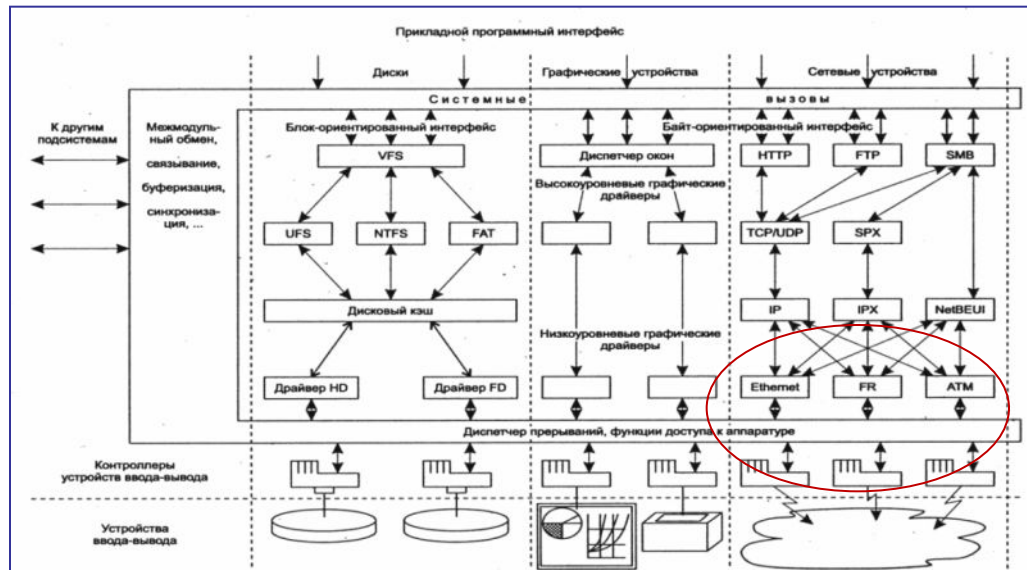 Прикладной программный интерфейс
Диски
Графические устройства
Сетевые устройства
Системные вызовы
К другим
подсистемам
Межмодуль-
ный обмен,
связывание,
буферизация,
синхрониза-
ция, ...
Блок-ориентированный интерфейс
Байт-ориентированный интерфейс
VFS
Диспетчер окон
HTTP
FTP
SMB
Высокоуровневые графические
драйверы
UFS
NTFS
FAT
TCP/UDP
SPX
Дисковый кэш
IP
IPX
NetBEUI
Низкоуровневые графические
драйверы
Драйвер HD
Драйвер FD
Ethernet
FR
ATM
Диспетчер прерываний, функции доступа к аппаратуре
Контроллеры
устройств ввода-вывода
Устройства
ввода-вывода